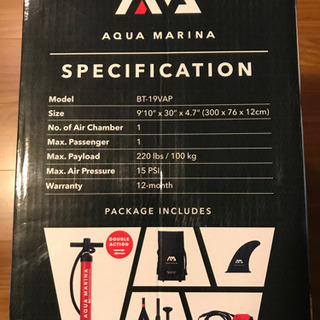 AQUA MARINA
SPECIFICATION
Model BT-19VAP
Size 9'10" x 30" x 4.7" (300 x 76 x 12cm)
No. of Air Chamber 1
Max. Passenger 1
Max. Payload 220 lbs / 100 kg
Max. Air Pressure 15 PSI
Warranty 12-month
PACKAGE INCLUDES
DOUBLE
ACTION
AQUA MARINA